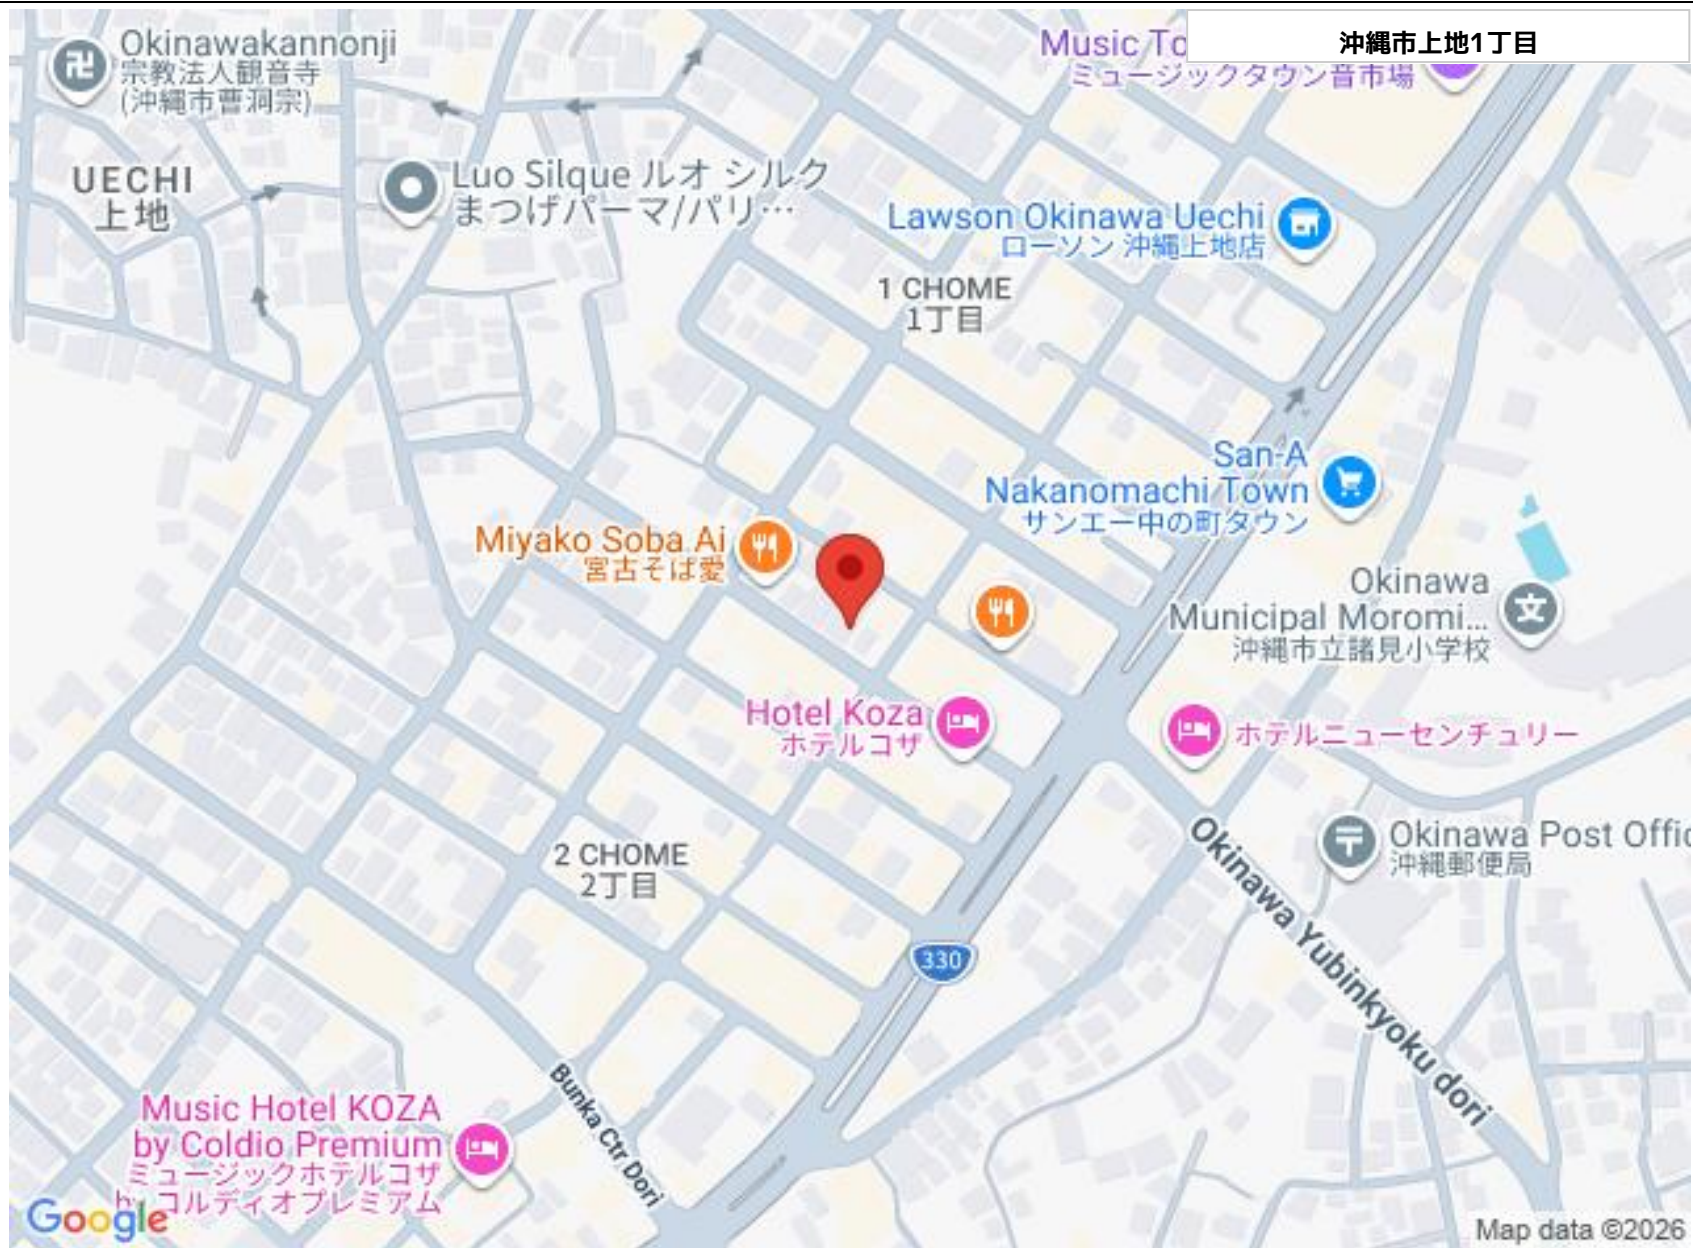 沖縄市上地1丁目
Okinawakannonji
宗教法人観音寺
(沖縄市曹洞宗)
Music To
ミュージックタウン音市場
UECHI
上地
Luo Silque ルオ シルク
まつげパーマ/パリ…
Lawson Okinawa Uechi
ローソン 沖縄上地店
1 CHOME
1丁目
San-A
Nakanomachi Town
サンエー中の町タウン
Miyako Soba Ai
宮古そば愛
Okinawa
Municipal Moromi...
沖縄市立諸見小学校
文
Hotel Koza
ホテルコザ
ホテルニューセンチュリー
Okinawa Post Offic
沖縄郵便局
2 CHOME
2丁目
Okinawa Yubinkyoku dori
330
Bunka Ctr Dori
Music Hotel KOZA
by Coldio Premium
ミュージックホテルコザ
by コルディオプレミアム
Google
Map data ©2026